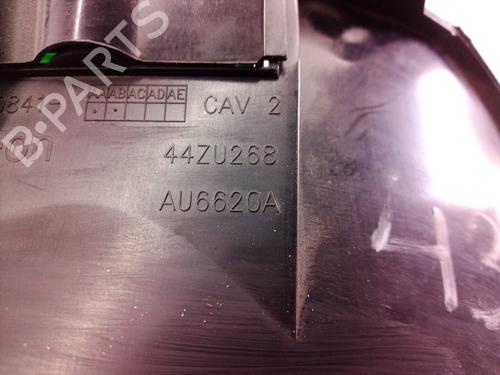 AA AB AC AD AE
CAV 2
44ZU268
AU6620A
B-PARTS